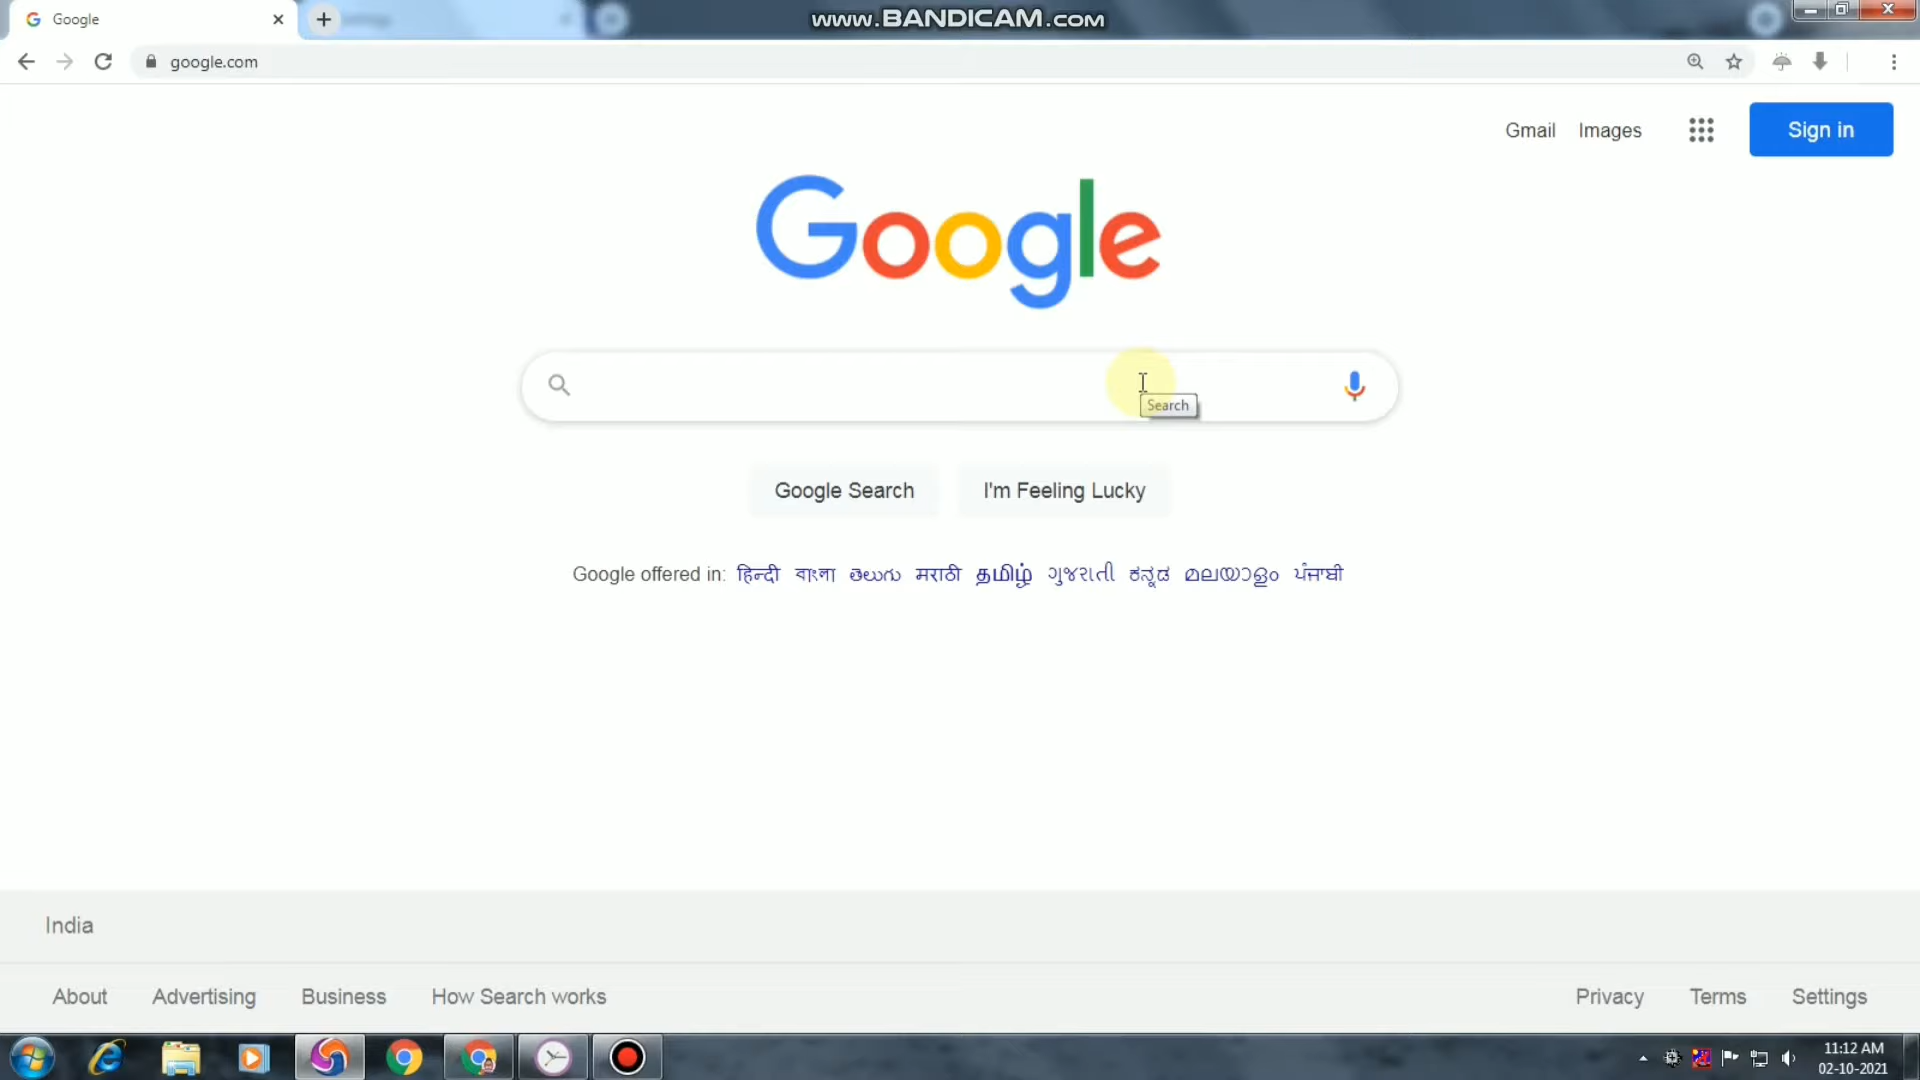 Google
www.BANDICAM.com
google.com
Gmail Images Sign in
Google
Search
Google Search I'm Feeling Lucky
Google offered in: हिन्दी বাংলা తెలుగు मराठी தமிழ் ગુજરાતી ಕನ್ನಡ മലയാളം ਪੰਜਾਬੀ
India
About Advertising Business How Search works Privacy Terms Settings
11:12 AM
02-10-2021